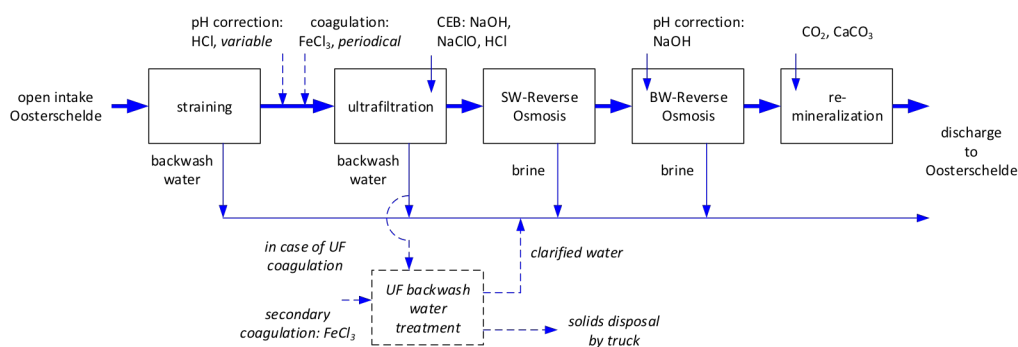 pH correction:
HCl, variable
coagulation:
FeCl₃, periodical
CEB: NaOH,
NaClO, HCl
pH correction:
NaOH
CO₂, CaCO₃
open intake
Oosterschelde
straining
ultrafiltration
SW-Reverse
Osmosis
BW-Reverse
Osmosis
re-
mineralization
discharge
to
Oosterschelde
backwash
water
backwash
water
brine
brine
in case of UF
coagulation
clarified water
UF backwash
water
treatment
secondary
coagulation: FeCl₃
solids disposal
by truck